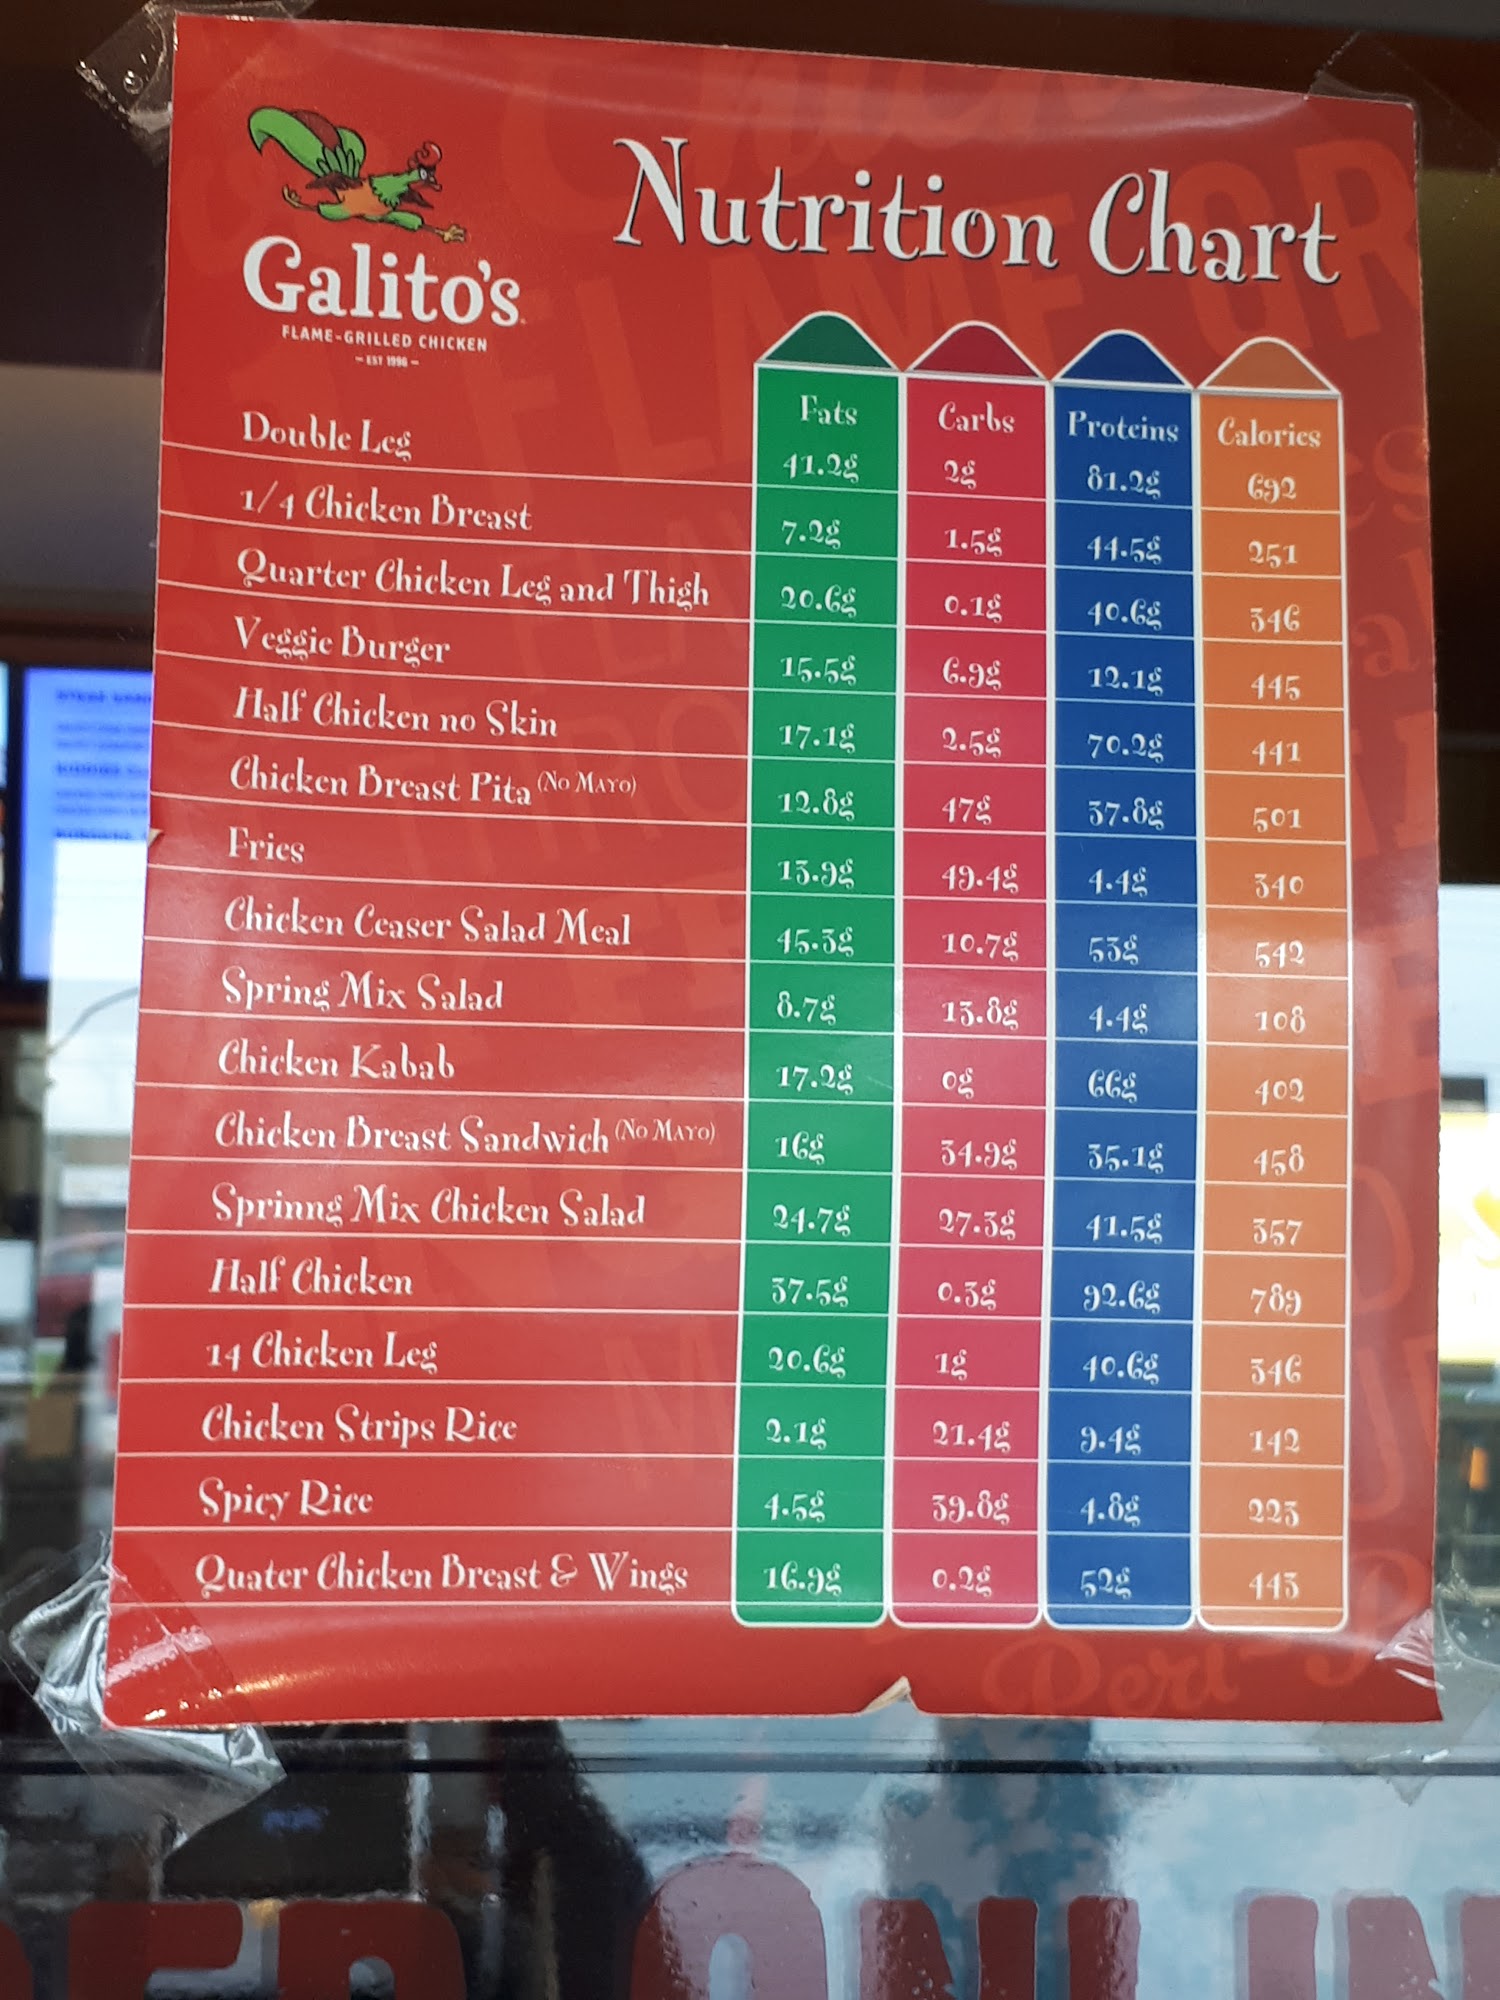 Galito's
FLAME-GRILLED CHICKEN
- EST 1996 -
Nutrition Chart
Fats Carbs Proteins Calories
Double Leg 41.2g 2g 81.2g 692
1/4 Chicken Breast 7.2g 1.5g 44.5g 251
Quarter Chicken Leg and Thigh 20.6g 0.1g 40.6g 346
Veggie Burger 15.5g 6.9g 12.1g 445
Half Chicken no Skin 17.1g 2.5g 70.2g 441
Chicken Breast Pita (No Mayo) 12.8g 47g 37.8g 501
Fries 13.9g 49.4g 4.4g 340
Chicken Ceaser Salad Meal 45.3g 10.7g 53g 542
Spring Mix Salad 8.7g 13.8g 4.4g 108
Chicken Kabab 17.2g 0g 66g 402
Chicken Breast Sandwich (No Mayo) 16g 34.9g 35.1g 458
Sprinng Mix Chicken Salad 24.7g 27.3g 41.5g 357
Half Chicken 37.5g 0.3g 92.6g 789
14 Chicken Leg 20.6g 1g 40.6g 346
Chicken Strips Rice 2.1g 21.4g 9.4g 142
Spicy Rice 4.5g 39.8g 4.8g 223
Quater Chicken Breast & Wings 16.9g 0.2g 52g 443
Peri-